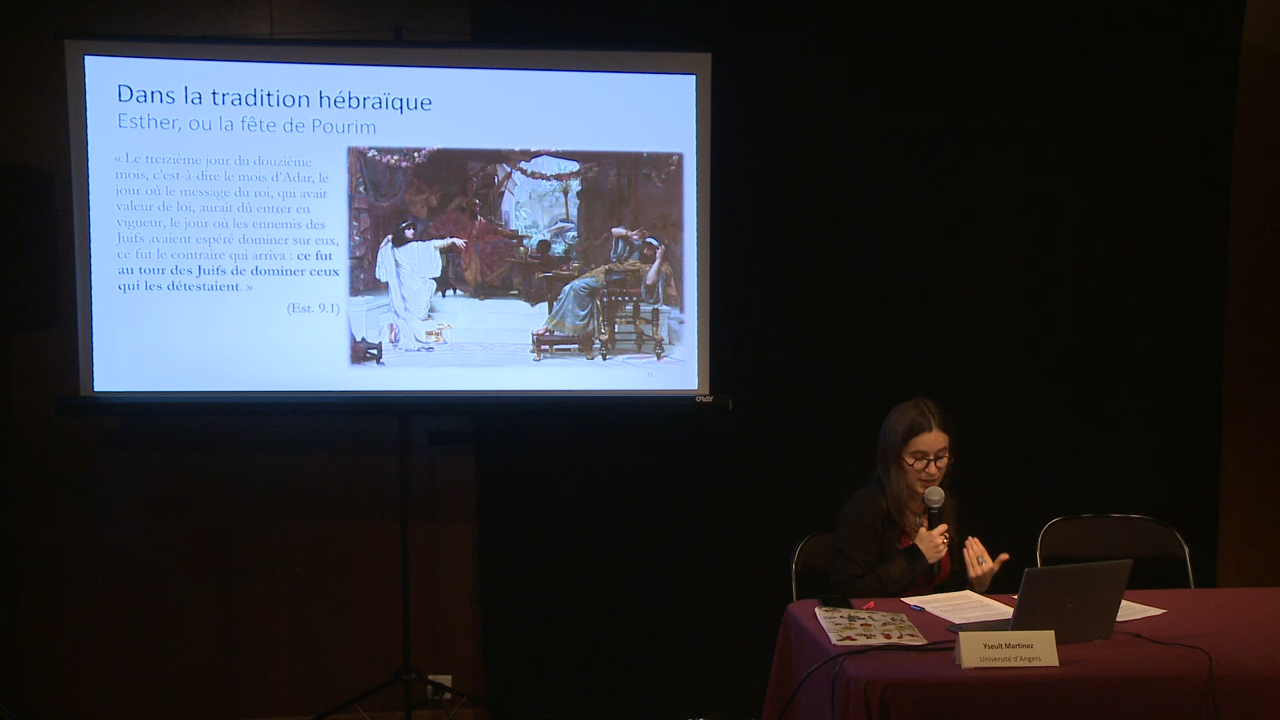 Dans la tradition hébraïque
Esther, ou la fête de Pourim
« Le treizième jour du douzième
mois, c'est-à-dire le mois d'Adar, le
jour où le message du roi, qui avait
valeur de loi, aurait dû entrer en
vigueur, le jour où les ennemis des
Juifs avaient espéré dominer sur eux,
ce fut le contraire qui arriva : ce fut
au tour des Juifs de dominer ceux
qui les détestaient. »
(Est. 9.1)
oray
Yseult Martinez
Université d'Angers